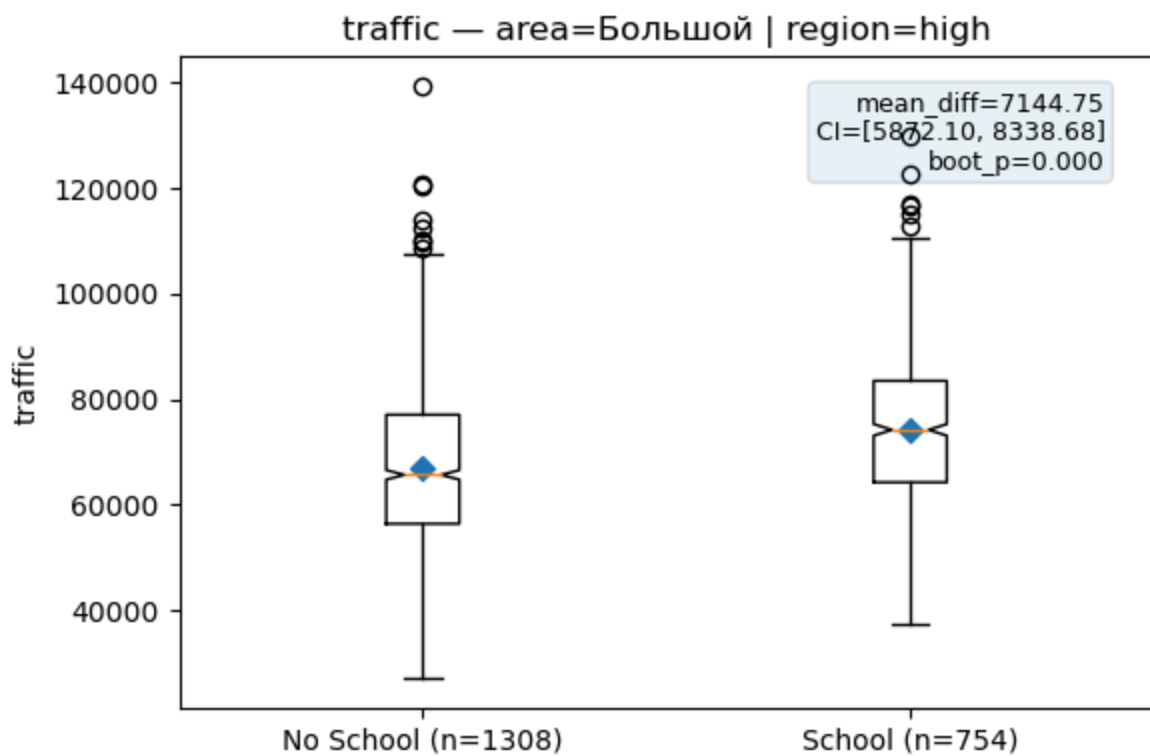 traffic — area=Большой | region=high
140000
120000
100000
80000
60000
40000
traffic
mean_diff=7144.75
CI=[5872.10, 8338.68]
boot_p=0.000
No School (n=1308)
School (n=754)